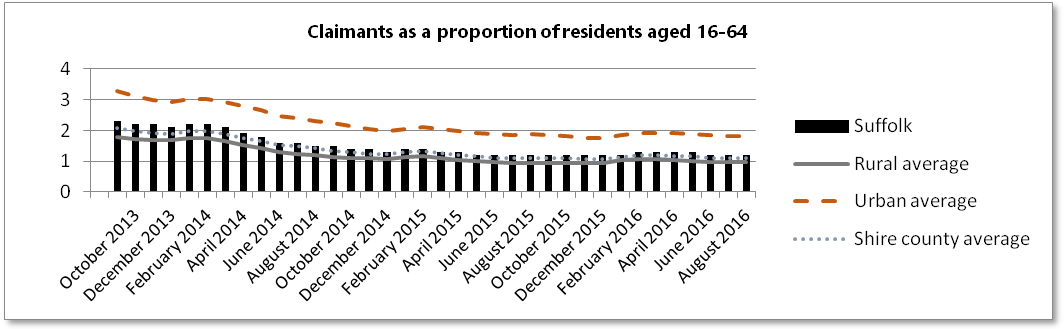 Claimants as a proportion of residents aged 16-64
4
3
2
1
0
October 2013
December 2013
February 2014
April 2014
June 2014
August 2014
October 2014
December 2014
February 2015
April 2015
June 2015
August 2015
October 2015
December 2015
February 2016
April 2016
June 2016
August 2016
Suffolk
Rural average
Urban average
Shire county average